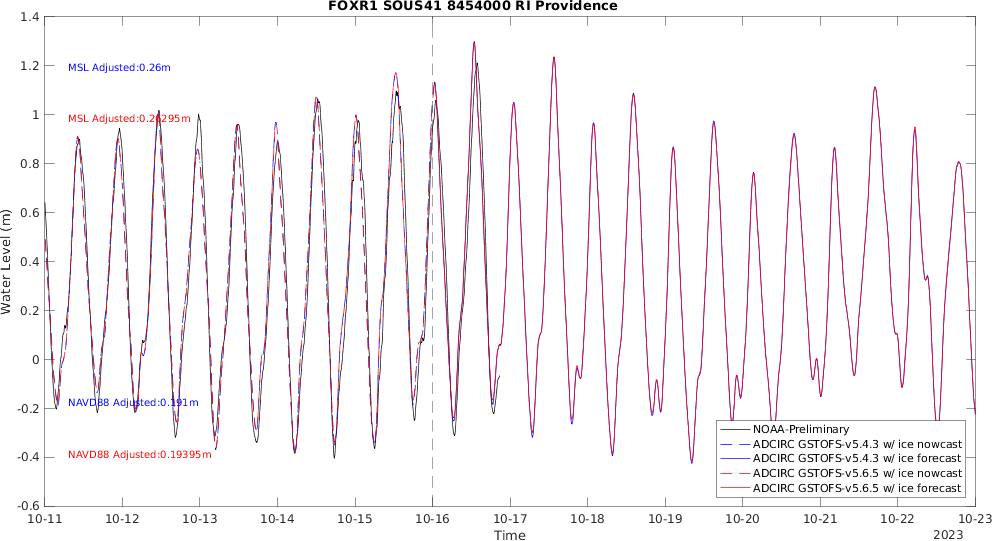 FOXR1 SOUS41 8454000 RI Providence
1.4
1.2
1
0.8
0.6
0.4
0.2
0
-0.2
-0.4
-0.6
Water Level (m)
MSL Adjusted:0.26m
MSL Adjusted:0.26295m
NAVD88 Adjusted:0.191m
NAVD88 Adjusted:0.19395m
NOAA-Preliminary
ADCIRC GSTOFS-v5.4.3 w/ ice nowcast
ADCIRC GSTOFS-v5.4.3 w/ ice forecast
ADCIRC GSTOFS-v5.6.5 w/ ice nowcast
ADCIRC GSTOFS-v5.6.5 w/ ice forecast
10-11 10-12 10-13 10-14 10-15 10-16 10-17 10-18 10-19 10-20 10-21 10-22 10-23
Time
2023